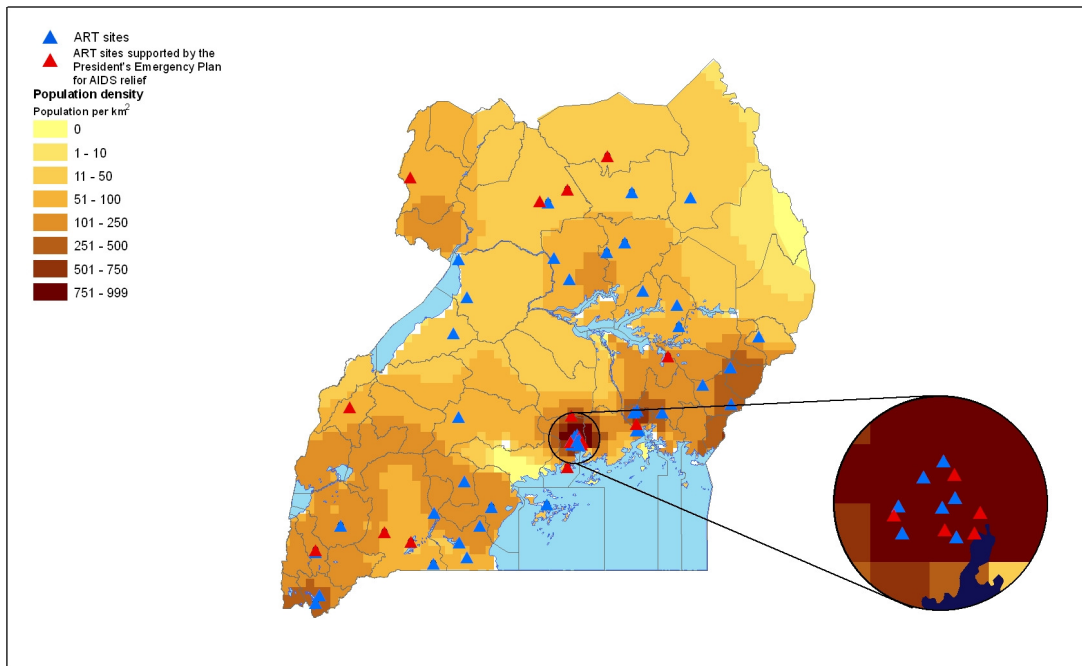 ART sites
ART sites supported by the
President's Emergency Plan
for AIDS relief
Population density
Population per km²
0
1 - 10
11 - 50
51 - 100
101 - 250
251 - 500
501 - 750
751 - 999